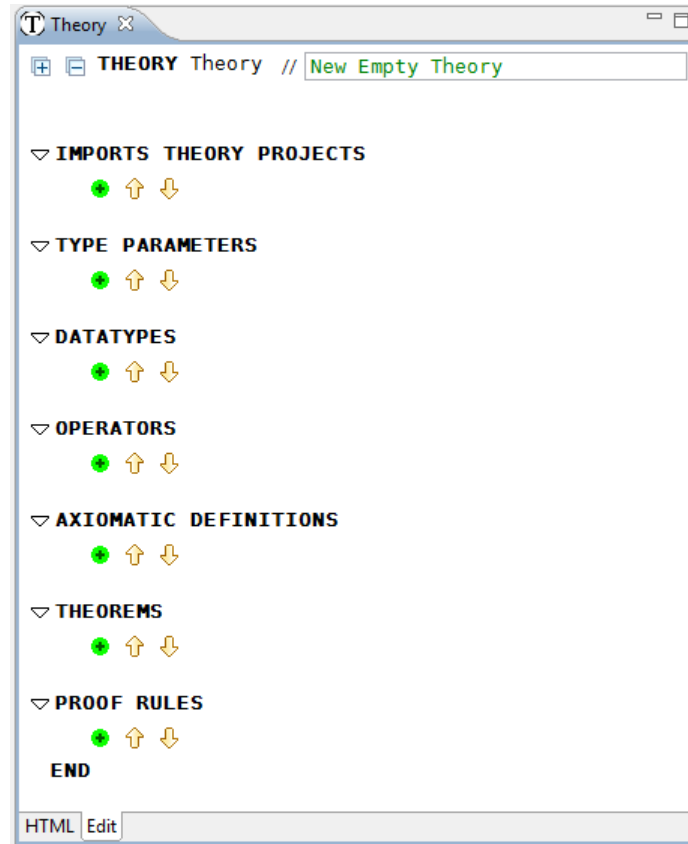 Theory
THEORY Theory // New Empty Theory
IMPORTS THEORY PROJECTS
TYPE PARAMETERS
DATATYPES
OPERATORS
AXIOMATIC DEFINITIONS
THEOREMS
PROOF RULES
END
HTML Edit